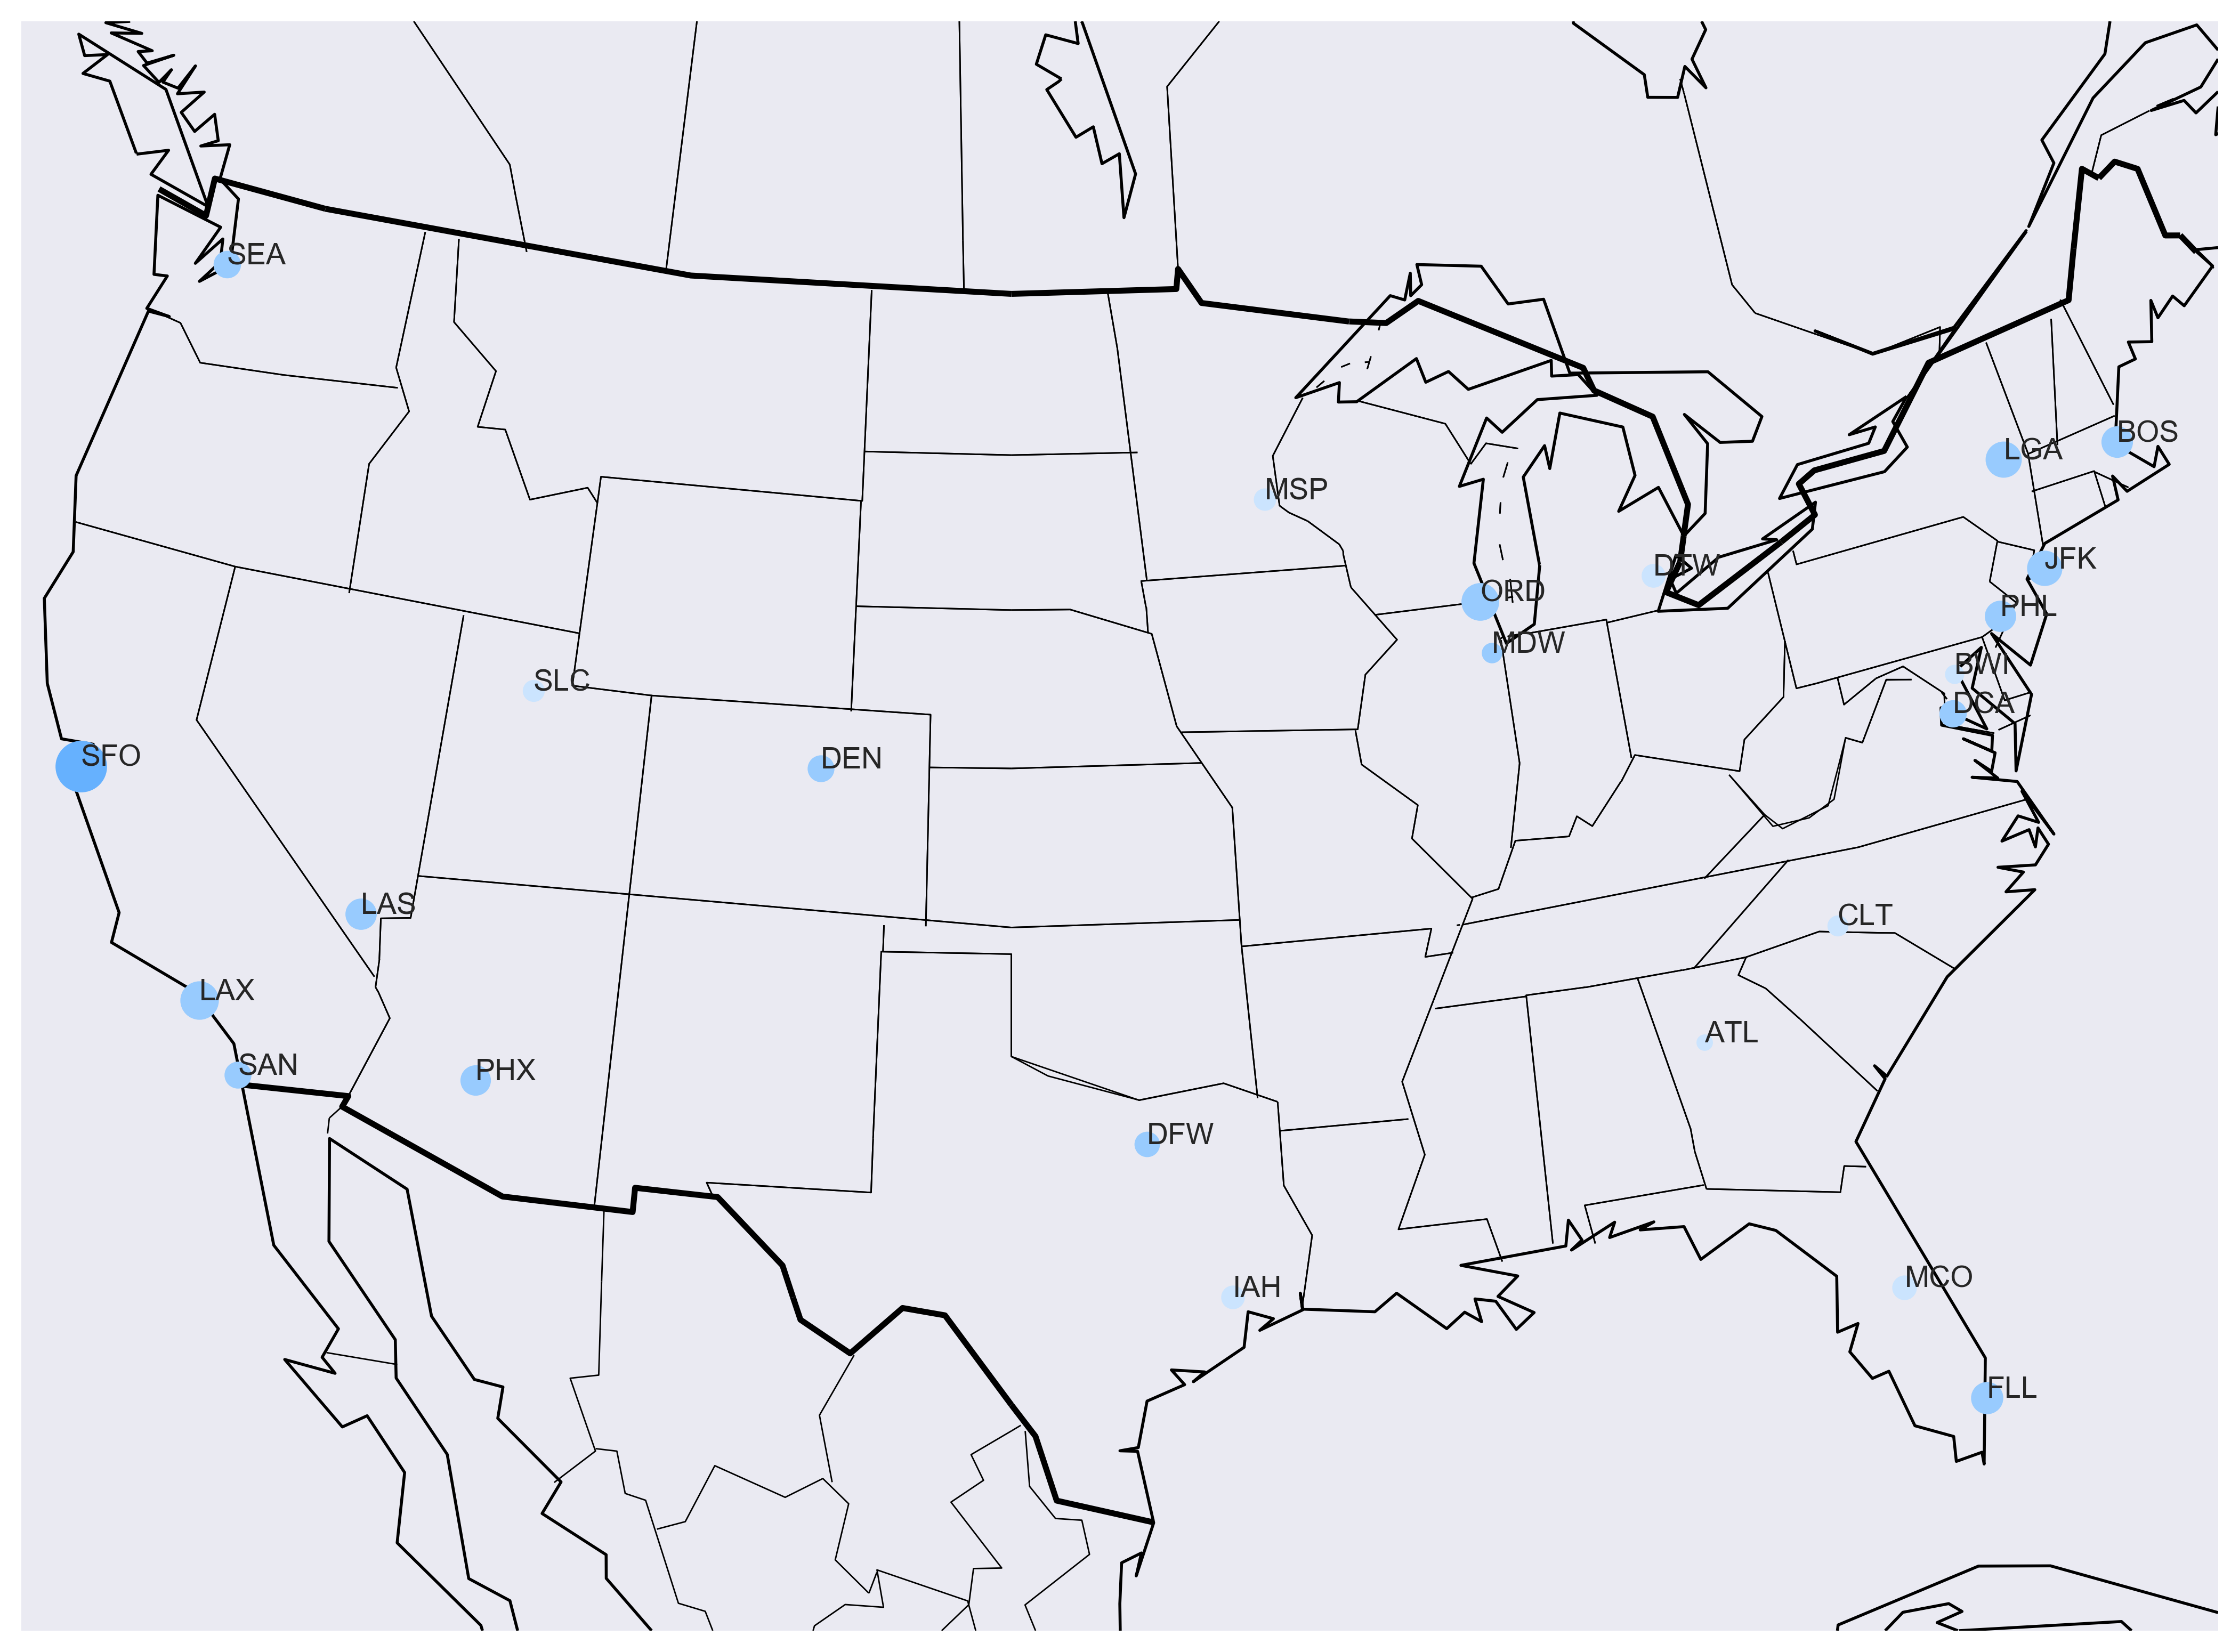 SEA
BOS
LGA
MSP
JFK
DTW
ORD
PHL
MDW
BWI
SLC
DCA
SFO
DEN
LAS
CLT
LAX
ATL
SAN
PHX
DFW
MCO
IAH
FLL